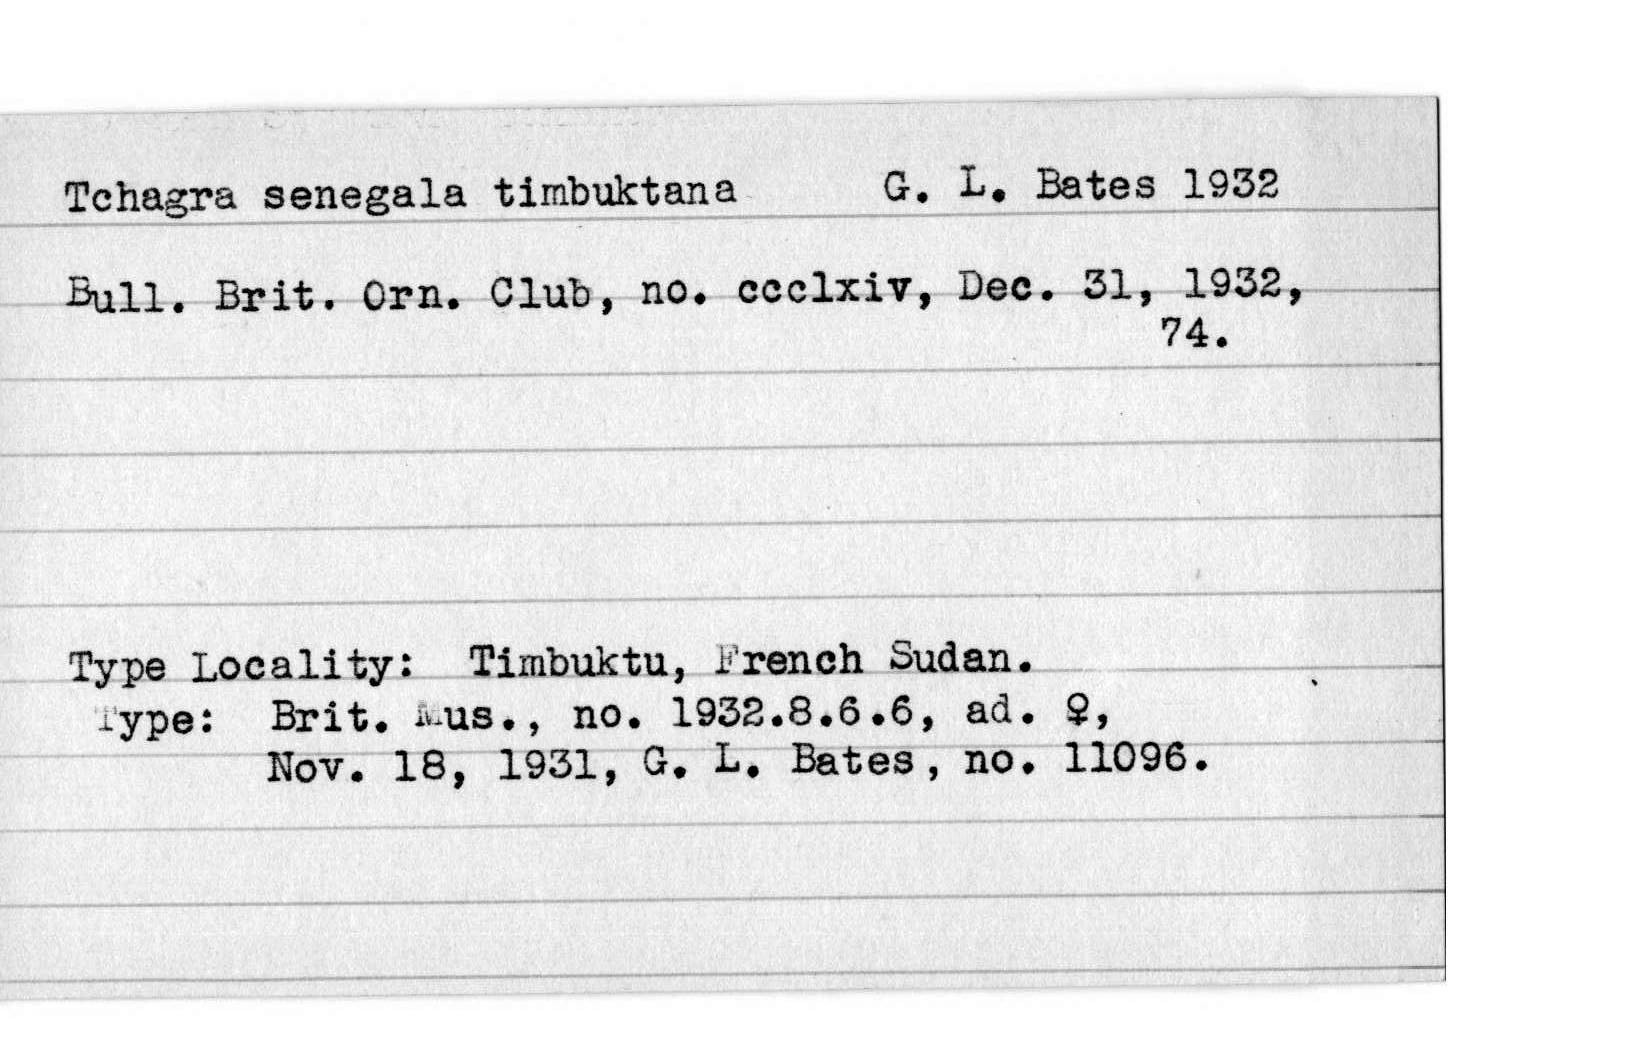 Tchagra senegala timbuktana G. L. Bates 1932
Bull. Brit. Orn. Club, no. ccclxiv, Dec. 31, 1932,
74.
Type Locality: Timbuktu, French Sudan.
Type: Brit. Mus., no. 1932.8.6.6, ad. ♀,
Nov. 18, 1931, G. L. Bates, no. 11096.